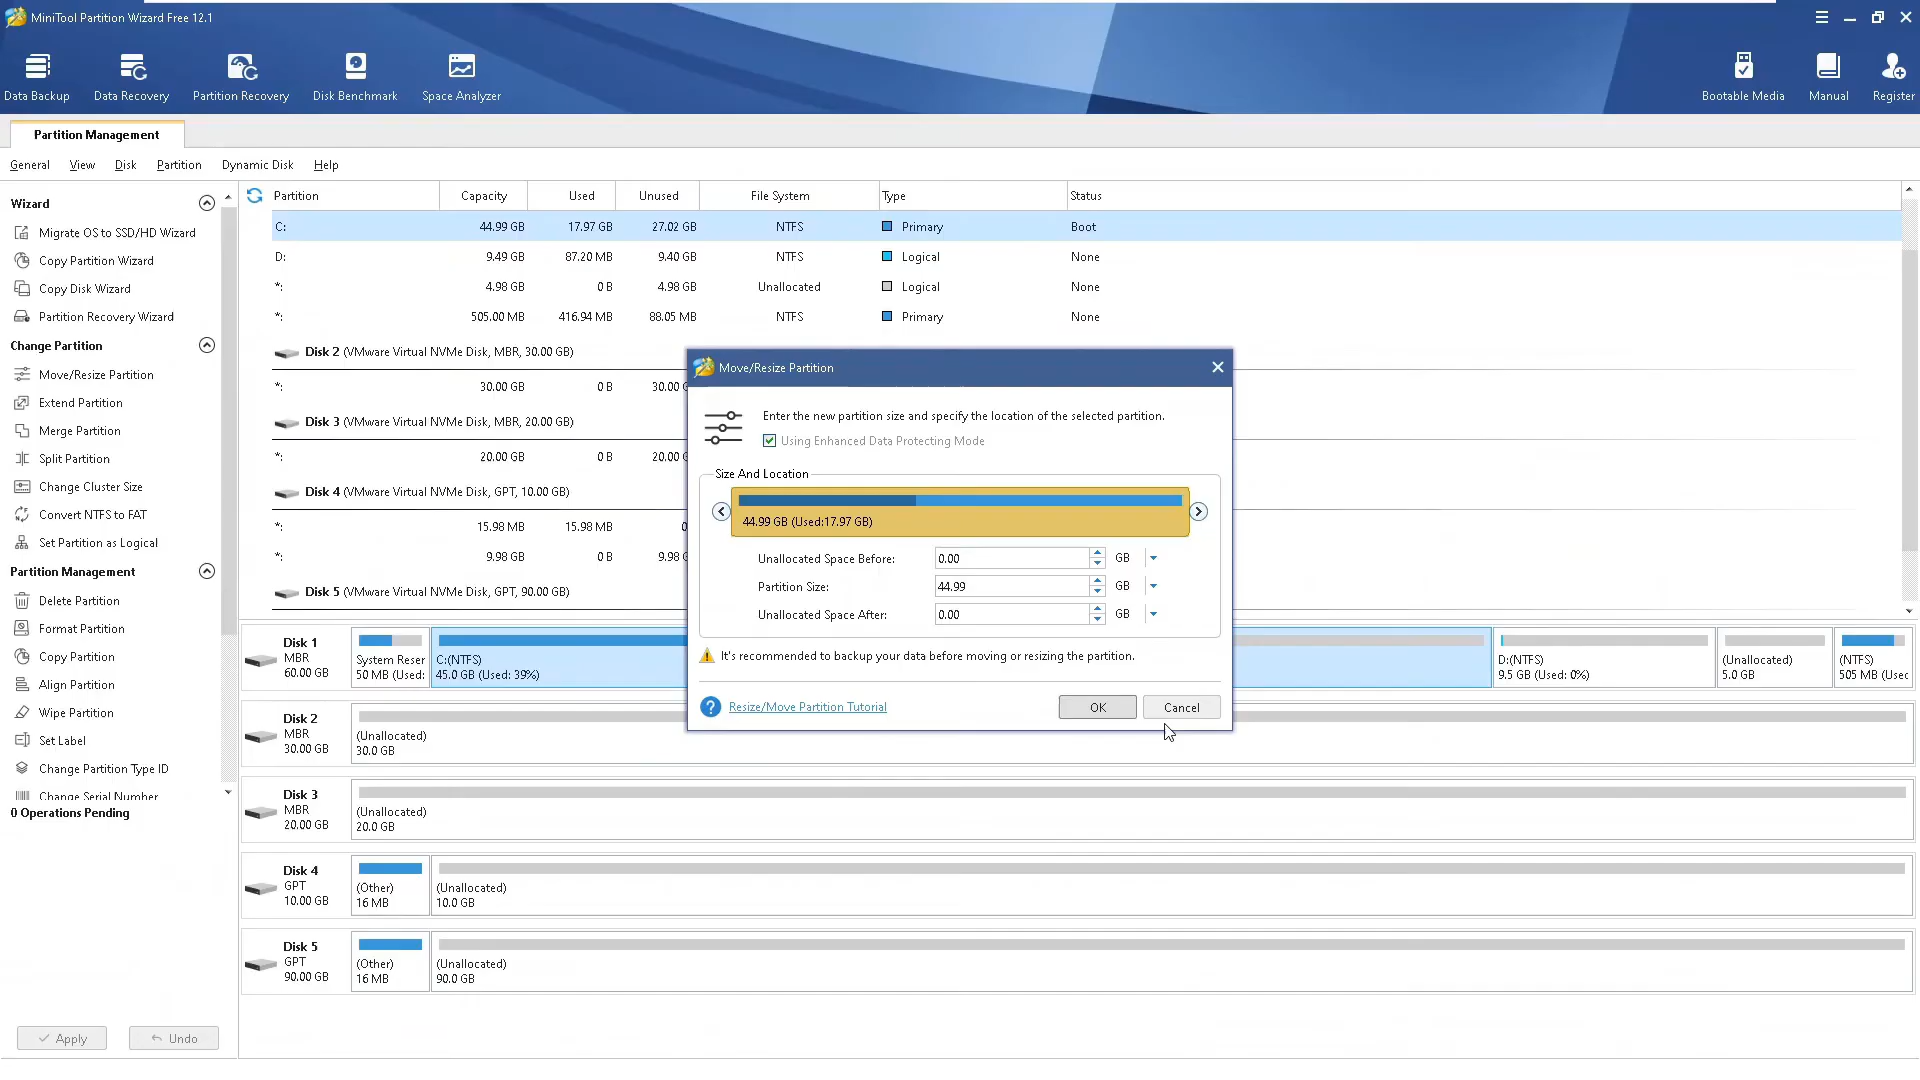 MiniTool Partition Wizard Free 12.1
Data Backup
Data Recovery
Partition Recovery
Disk Benchmark
Space Analyzer
Bootable Media
Manual
Register
Partition Management
General View Disk Partition Dynamic Disk Help
Wizard
Migrate OS to SSD/HD Wizard
Copy Partition Wizard
Copy Disk Wizard
Partition Recovery Wizard
Change Partition
Move/Resize Partition
Extend Partition
Merge Partition
Split Partition
Change Cluster Size
Convert NTFS to FAT
Set Partition as Logical
Partition Management
Delete Partition
Format Partition
Copy Partition
Align Partition
Wipe Partition
Set Label
Change Partition Type ID
Change Serial Number
0 Operations Pending
Apply
Undo
Partition Capacity Used Unused File System Type Status
C: 44.99 GB 17.97 GB 27.02 GB NTFS Primary Boot
D: 9.49 GB 87.20 MB 9.40 GB NTFS Logical None
*: 4.98 GB 0 B 4.98 GB Unallocated Logical None
*: 505.00 MB 416.94 MB 88.05 MB NTFS Primary None
Disk 2 (VMware Virtual NVMe Disk, MBR, 30.00 GB)
*: 30.00 GB 0 B 30.00
Disk 3 (VMware Virtual NVMe Disk, MBR, 20.00 GB)
*: 20.00 GB 0 B 20.00
Disk 4 (VMware Virtual NVMe Disk, GPT, 10.00 GB)
*: 15.98 MB 15.98 MB 0
*: 9.98 GB 0 B 9.98
Disk 5 (VMware Virtual NVMe Disk, GPT, 90.00 GB)
Move/Resize Partition
Enter the new partition size and specify the location of the selected partition.
Using Enhanced Data Protecting Mode
Size And Location
44.99 GB (Used:17.97 GB)
Unallocated Space Before: 0.00 GB
Partition Size: 44.99 GB
Unallocated Space After: 0.00 GB
It's recommended to backup your data before moving or resizing the partition.
Resize/Move Partition Tutorial
OK
Cancel
Disk 1
MBR
60.00 GB
System Reser
50 MB (Used:
C:(NTFS)
45.0 GB (Used: 39%)
D:(NTFS)
9.5 GB (Used: 0%)
(Unallocated)
5.0 GB
(NTFS)
505 MB (Usec
Disk 2
MBR
30.00 GB
(Unallocated)
30.0 GB
Disk 3
MBR
20.00 GB
(Unallocated)
20.0 GB
Disk 4
GPT
10.00 GB
(Other)
16 MB
(Unallocated)
10.0 GB
Disk 5
GPT
90.00 GB
(Other)
16 MB
(Unallocated)
90.0 GB